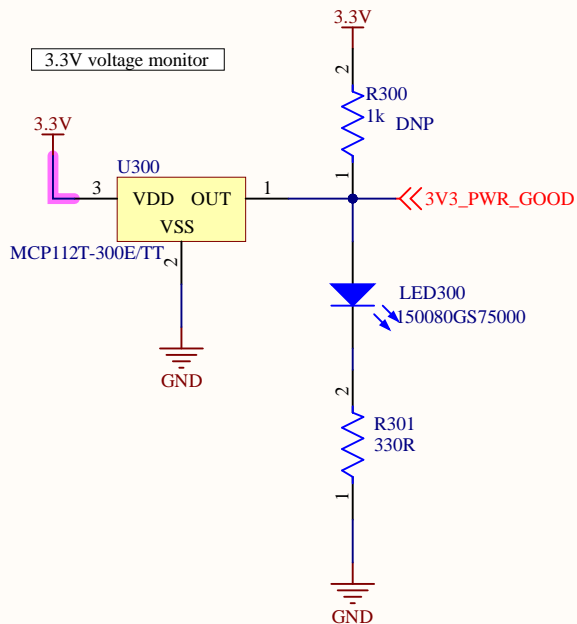 3.3V
3.3V voltage monitor
2
R300
1k DNP
3.3V
1
U300
3
VDD OUT
1
3V3_PWR_GOOD
VSS
MCP112T-300E/TT
2
LED300
150080GS75000
GND
2
R301
330R
1
GND